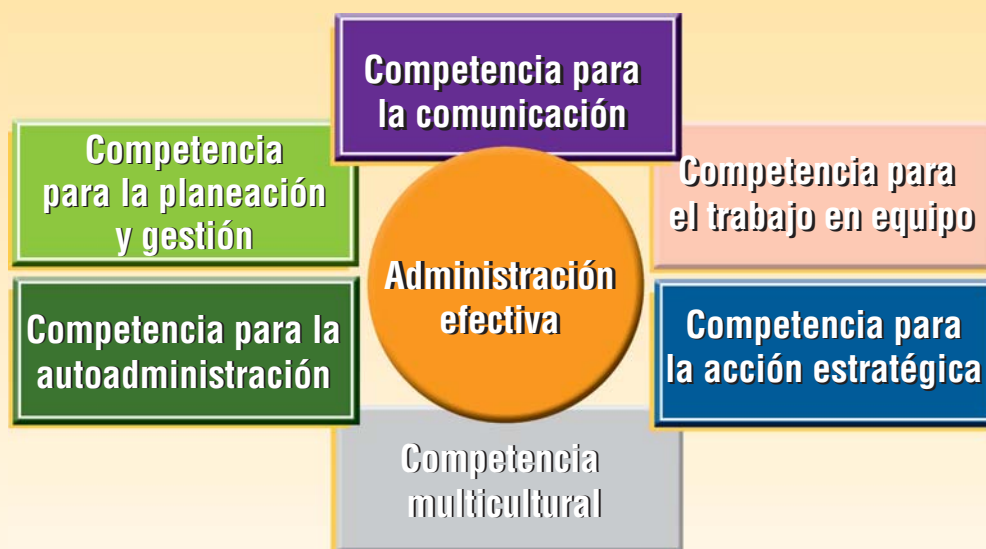 Competencia para
la comunicación
Competencia
para la planeación
y gestión
Competencia para
el trabajo en equipo
Administración
efectiva
Competencia para la
autoadministración
Competencia para
la acción estratégica
Competencia
multicultural